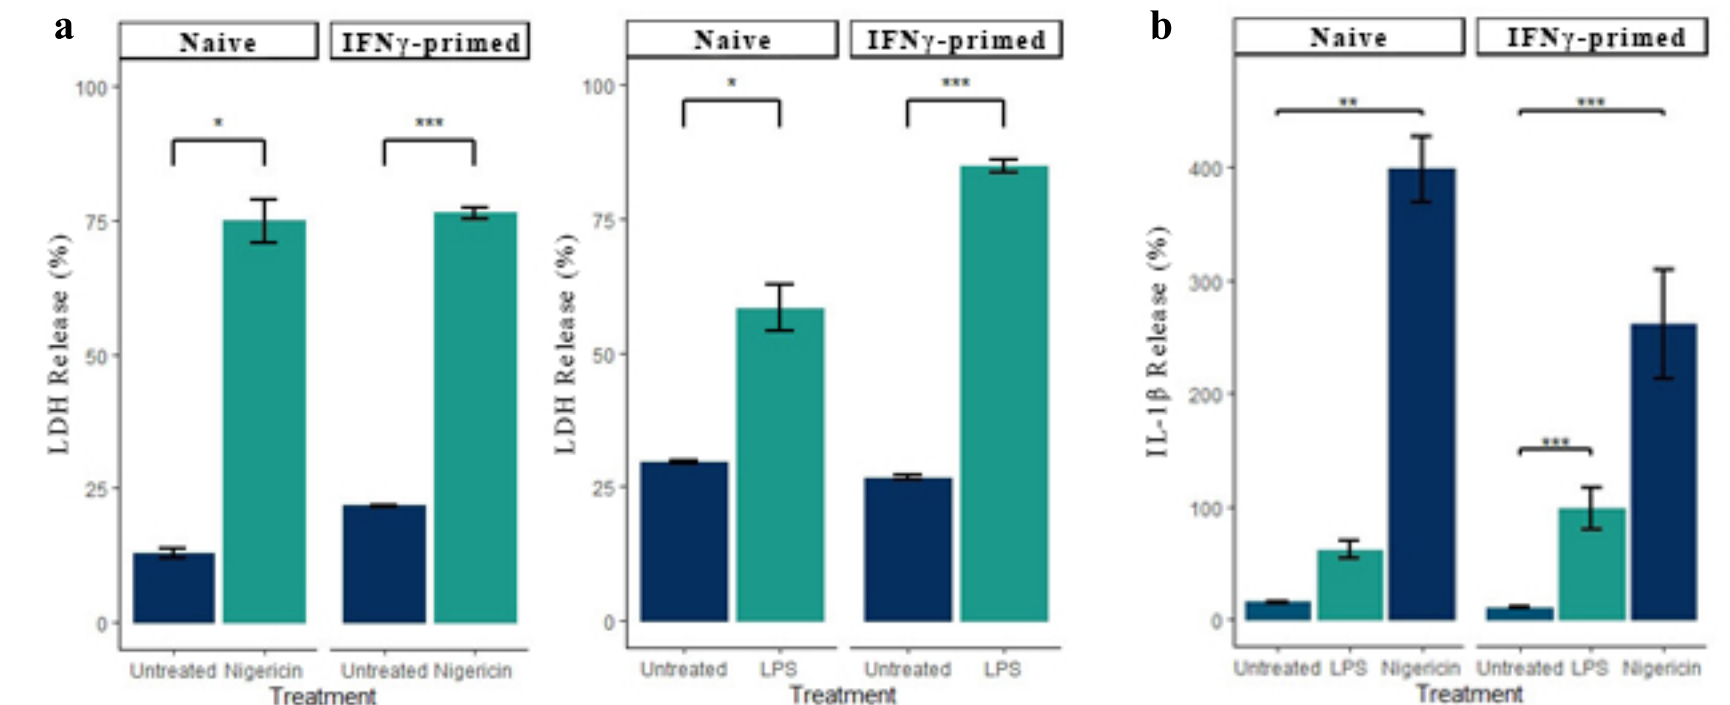 a
Naive IFNγ-primed
* ***
100
75
50
25
0
LDH Release (%)
Untreated Nigericin Untreated Nigericin
Treatment
Naive IFNγ-primed
* ***
100
75
50
25
0
LDH Release (%)
Untreated LPS Untreated LPS
Treatment
b
Naive IFNγ-primed
** ***
***
400
300
200
100
0
IL-1β Release (%)
Untreated LPS Nigericin Untreated LPS Nigericin
Treatment